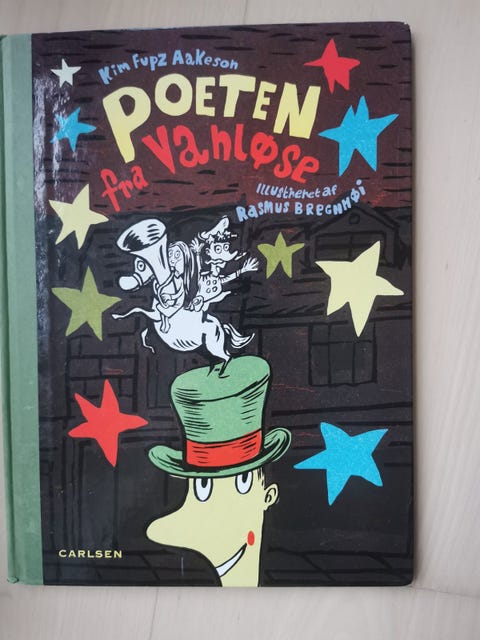 Kim Fupz Aakeson
POETEN
fra Vanløse
Illustreret af
RASMUS BREGNHØI
CARLSEN